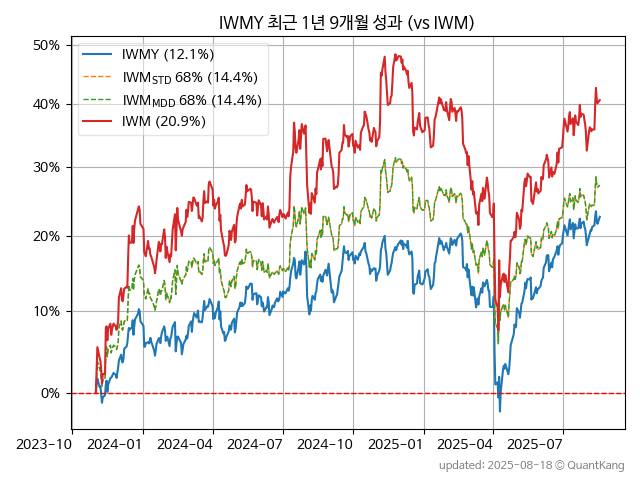 IWMY 최근 1년 9개월 성과 (vs IWM)
50%
40%
30%
20%
10%
0%
IWMY (12.1%)
IWM_STD 68% (14.4%)
IWM_MDD 68% (14.4%)
IWM (20.9%)
2023-10 2024-01 2024-04 2024-07 2024-10 2025-01 2025-04 2025-07
updated: 2025-08-18 © QuantKang